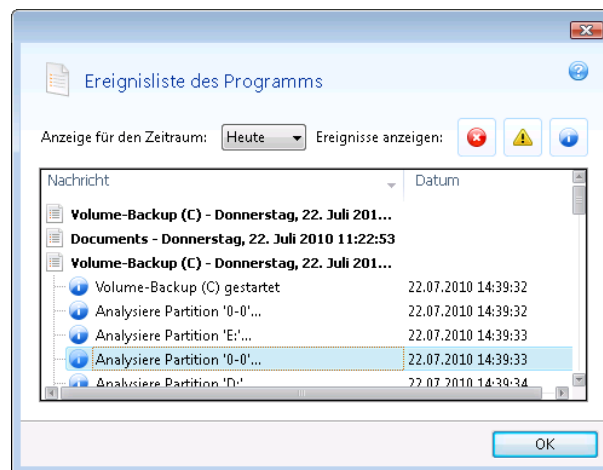 Ereignisliste des Programms
Anzeige für den Zeitraum: Heute Ereignisse anzeigen:
Nachricht Datum
Volume-Backup (C) - Donnerstag, 22. Juli 201...
Documents - Donnerstag, 22. Juli 2010 11:22:53
Volume-Backup (C) - Donnerstag, 22. Juli 201...
Volume-Backup (C) gestartet 22.07.2010 14:39:32
Analysiere Partition '0-0'... 22.07.2010 14:39:32
Analysiere Partition 'E:'... 22.07.2010 14:39:33
Analysiere Partition '0-0'... 22.07.2010 14:39:33
Analysiere Partition 'D:' 22.07.2010 14:39:34
OK